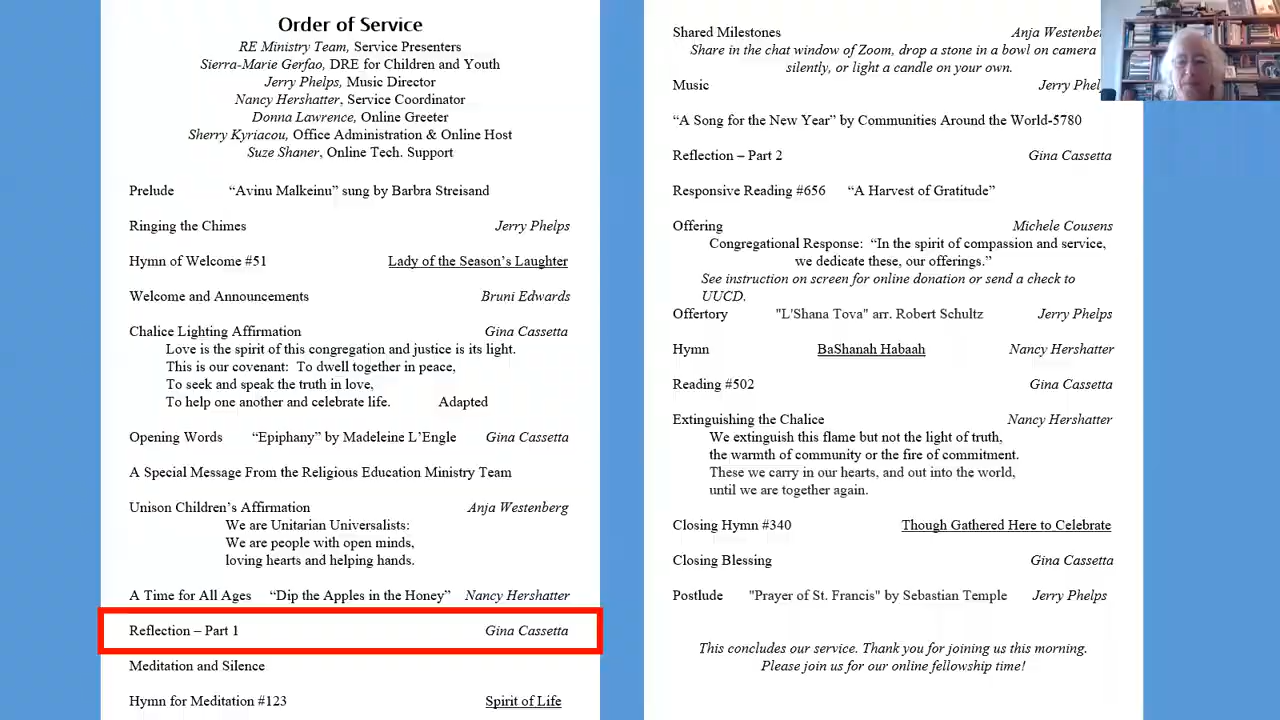 Order of Service
RE Ministry Team, Service Presenters
Sierra-Marie Gerfao, DRE for Children and Youth
Jerry Phelps, Music Director
Nancy Hershatter, Service Coordinator
Donna Lawrence, Online Greeter
Sherry Kyriacou, Office Administration & Online Host
Suze Shaner, Online Tech. Support
Prelude “Avinu Malkeinu” sung by Barbra Streisand
Ringing the Chimes Jerry Phelps
Hymn of Welcome #51 Lady of the Season’s Laughter
Welcome and Announcements Bruni Edwards
Chalice Lighting Affirmation Gina Cassetta
Love is the spirit of this congregation and justice is its light.
This is our covenant: To dwell together in peace,
To seek and speak the truth in love,
To help one another and celebrate life. Adapted
Opening Words “Epiphany” by Madeleine L’Engle Gina Cassetta
A Special Message From the Religious Education Ministry Team
Unison Children’s Affirmation Anja Westenberg
We are Unitarian Universalists:
We are people with open minds,
loving hearts and helping hands.
A Time for All Ages “Dip the Apples in the Honey” Nancy Hershatter
Reflection – Part 1 Gina Cassetta
Meditation and Silence
Hymn for Meditation #123 Spirit of Life
Shared Milestones Anja Westenber
Share in the chat window of Zoom, drop a stone in a bowl on camera
silently, or light a candle on your own.
Music Jerry Phelp
“A Song for the New Year” by Communities Around the World-5780
Reflection – Part 2 Gina Cassetta
Responsive Reading #656 “A Harvest of Gratitude”
Offering Michele Cousens
Congregational Response: “In the spirit of compassion and service,
we dedicate these, our offerings.”
See instruction on screen for online donation or send a check to
UUCD.
Offertory "L'Shana Tova" arr. Robert Schultz Jerry Phelps
Hymn BaShanah Habaah Nancy Hershatter
Reading #502 Gina Cassetta
Extinguishing the Chalice Nancy Hershatter
We extinguish this flame but not the light of truth,
the warmth of community or the fire of commitment.
These we carry in our hearts, and out into the world,
until we are together again.
Closing Hymn #340 Though Gathered Here to Celebrate
Closing Blessing Gina Cassetta
Postlude "Prayer of St. Francis" by Sebastian Temple Jerry Phelps
This concludes our service. Thank you for joining us this morning.
Please join us for our online fellowship time!